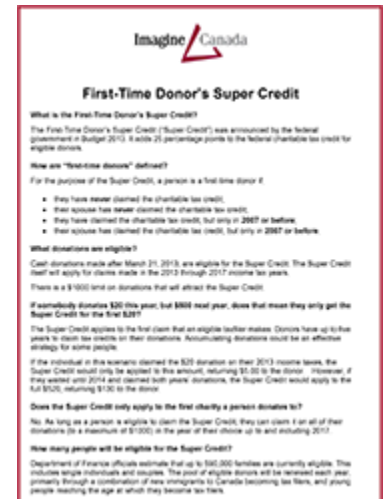 Imagine Canada
First-Time Donor's Super Credit
What is the First-Time Donor's Super Credit?
The First-Time Donor's Super Credit ("Super Credit") was announced by the federal
government in Budget 2013. It adds 25 percentage points to the federal charitable tax credit for
eligible donors.
How are "first-time donors" defined?
For the purpose of the Super Credit, a person is a first-time donor if
• they have never claimed the charitable tax credit;
• their spouse has never claimed the charitable tax credit;
• they have claimed the charitable tax credit, but only in 2007 or before;
• their spouse has claimed the charitable tax credit, but only in 2007 or before.
What donations are eligible?
Cash donations made after March 21, 2013, are eligible for the Super Credit. The Super Credit
itself will apply for claims made in the 2013 through 2017 income tax years.
There is a $1000 limit on donations that will attract the Super Credit.
If somebody donates $20 this year, but $500 next year, does that mean they only get the
Super Credit for the first $20?
The Super Credit applies to the first claim that an eligible taxfiler makes. Donors have up to five
years to claim tax credits on their donations. Accumulating donations could be an effective
strategy for some people.
If the individual in this scenario claimed the $20 donation on their 2013 income taxes, the
Super Credit would only be applied to this amount, returning $5.00 to the donor. However, if
they waited until 2014 and claimed both years' donations, the Super Credit would apply to the
full $520, returning $130 to the donor.
Does the Super Credit only apply to the first charity a person donates to?
No. As long as a person is eligible to claim the Super Credit, they can claim it on all of their
donations (to a maximum of $1000) in the year of their choice up to and including 2017.
How many people will be eligible for the Super Credit?
Department of Finance officials estimate that up to 590,000 families are currently eligible. This
includes single individuals and couples. The pool of eligible donors will be renewed each year,
primarily through a combination of new immigrants to Canada becoming tax filers, and young
people reaching the age at which they become tax filers.